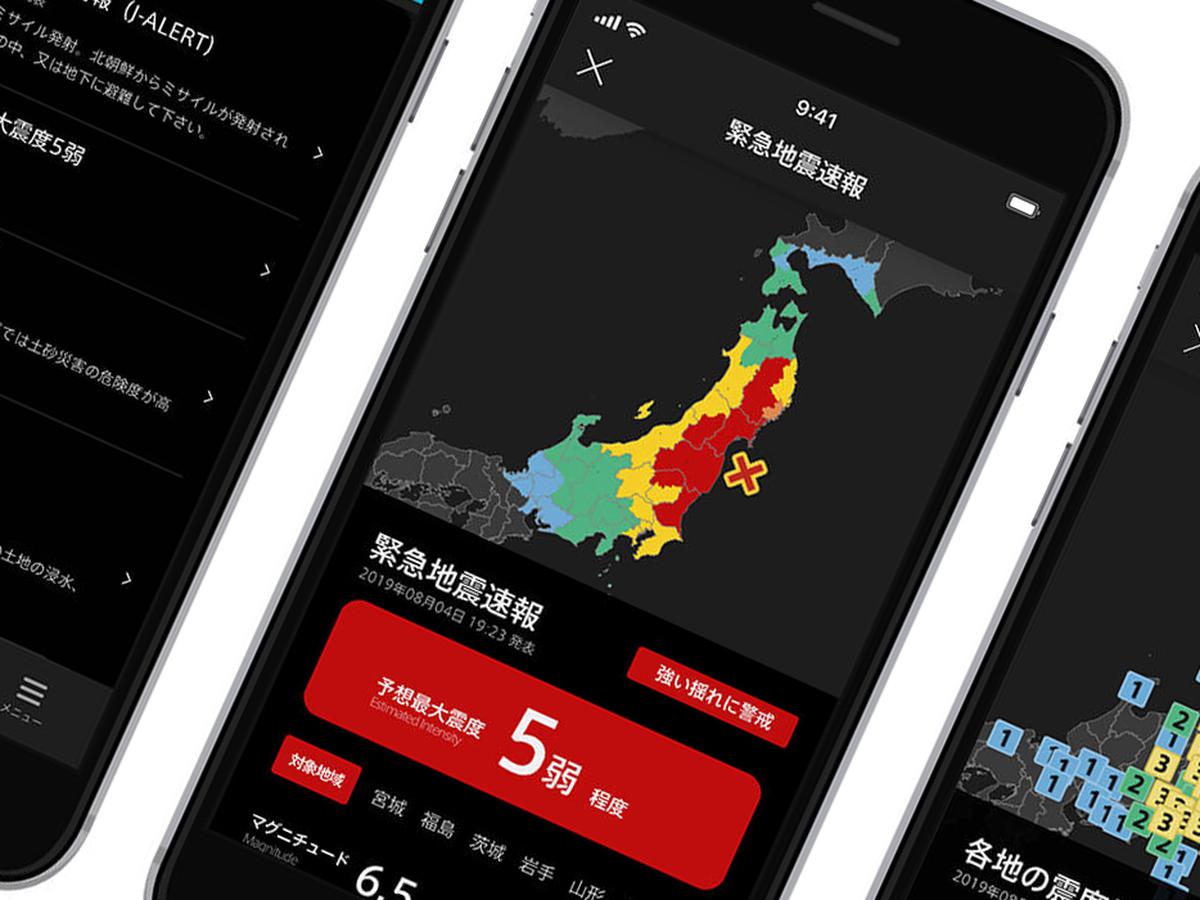 報（J-ALERT）
ミサイル発射。北朝鮮からミサイルが発射され
の中、又は地下に避難して下さい。
大震度5弱
では土砂災害の危険度が高
土地の浸水、
メニュー
9:41
緊急地震速報
緊急地震速報
2019年08月04日 19:23 発表
強い揺れに警戒
予想最大震度
Estimated Intensity
5弱 程度
対象地域
宮城 福島 茨城 岩手 山形
マグニチュード
Magnitude
6.5
1
2
1
1
3
1
1
1
1
1
1
2
3
1
1
1
2
3
2
1
1
各地の震度
2019年08